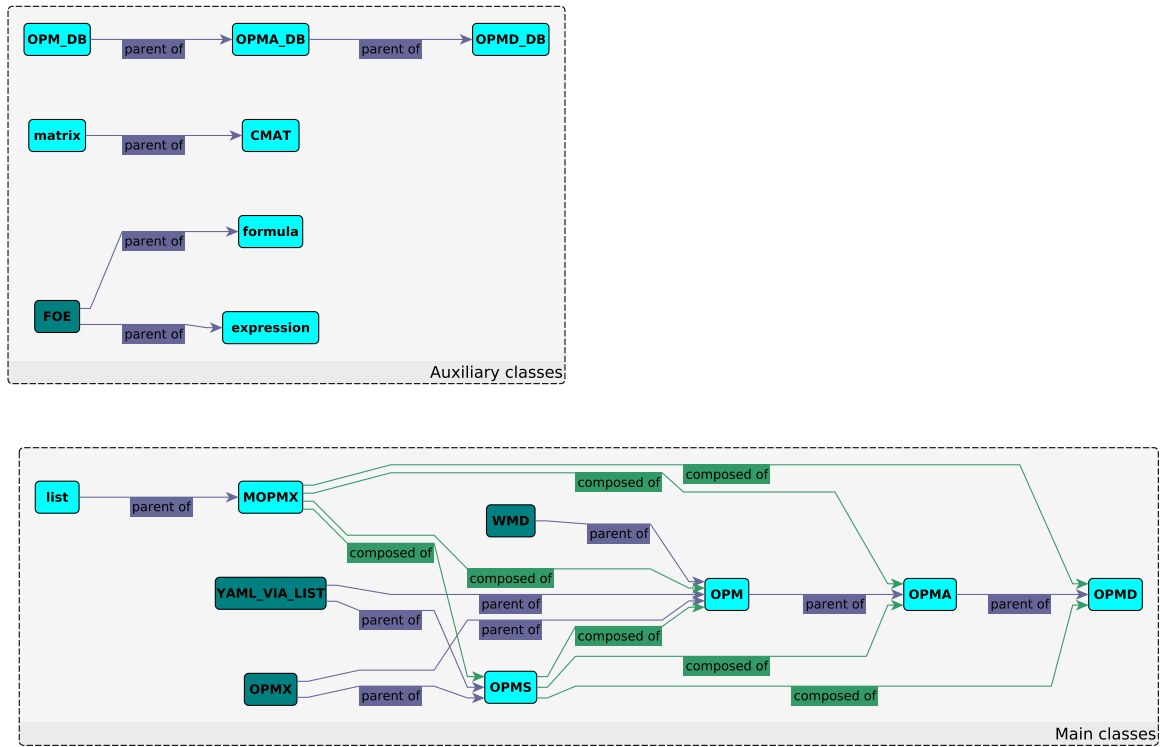 OPM_DB
parent of
OPMA_DB
parent of
OPMD_DB
matrix
parent of
CMAT
formula
parent of
FOE
parent of
expression
Auxiliary classes
list
parent of
MOPMX
composed of
composed of
WMD
parent of
composed of
composed of
YAML_VIA_LIST
parent of
parent of
OPM
parent of
OPMA
parent of
OPMD
parent of
composed of
composed of
OPMX
parent of
OPMS
composed of
Main classes